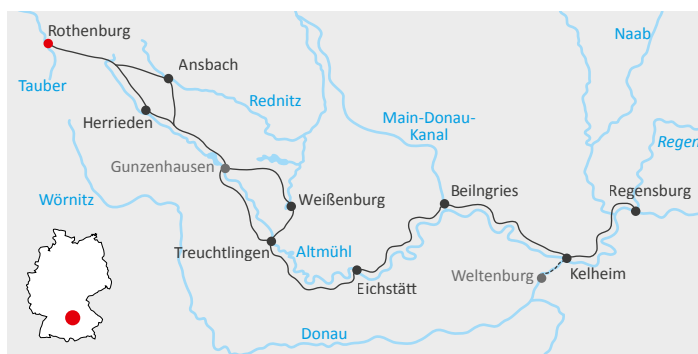 Rothenburg
Naab
Ansbach
Tauber
Rednitz
Main-Donau-
Kanal
Herrieden
Regen
Gunzenhausen
Wörnitz
Weißenburg
Beilngries
Regensburg
Treuchtlingen
Altmühl
Weltenburg
Kelheim
Eichstätt
Donau